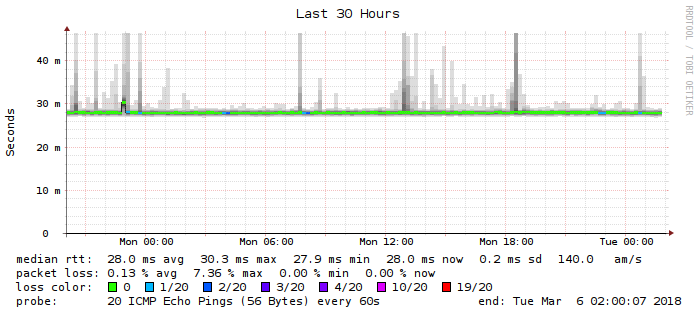 Last 30 Hours
RRDTOOL / TOBI OETIKER
Seconds
40 m
30 m
20 m
10 m
0
Mon 00:00 Mon 06:00 Mon 12:00 Mon 18:00 Tue 00:00
median rtt: 28.0 ms avg 30.3 ms max 27.9 ms min 28.0 ms now 0.2 ms sd 140.0 am/s
packet loss: 0.13 % avg 7.36 % max 0.00 % min 0.00 % now
loss color: 0 1/20 2/20 3/20 4/20 10/20 19/20
probe: 20 ICMP Echo Pings (56 Bytes) every 60s end: Tue Mar 6 02:00:07 2018